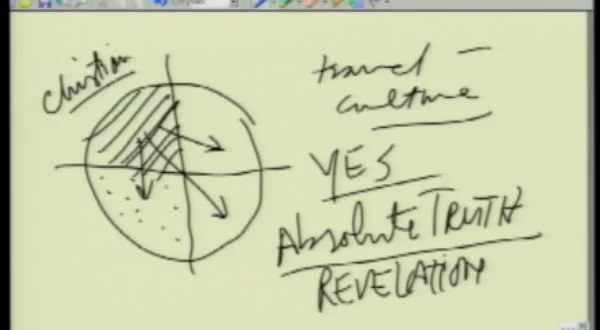 Christian
travel -
culture
YES
Absolute TRUTH
REVELATION